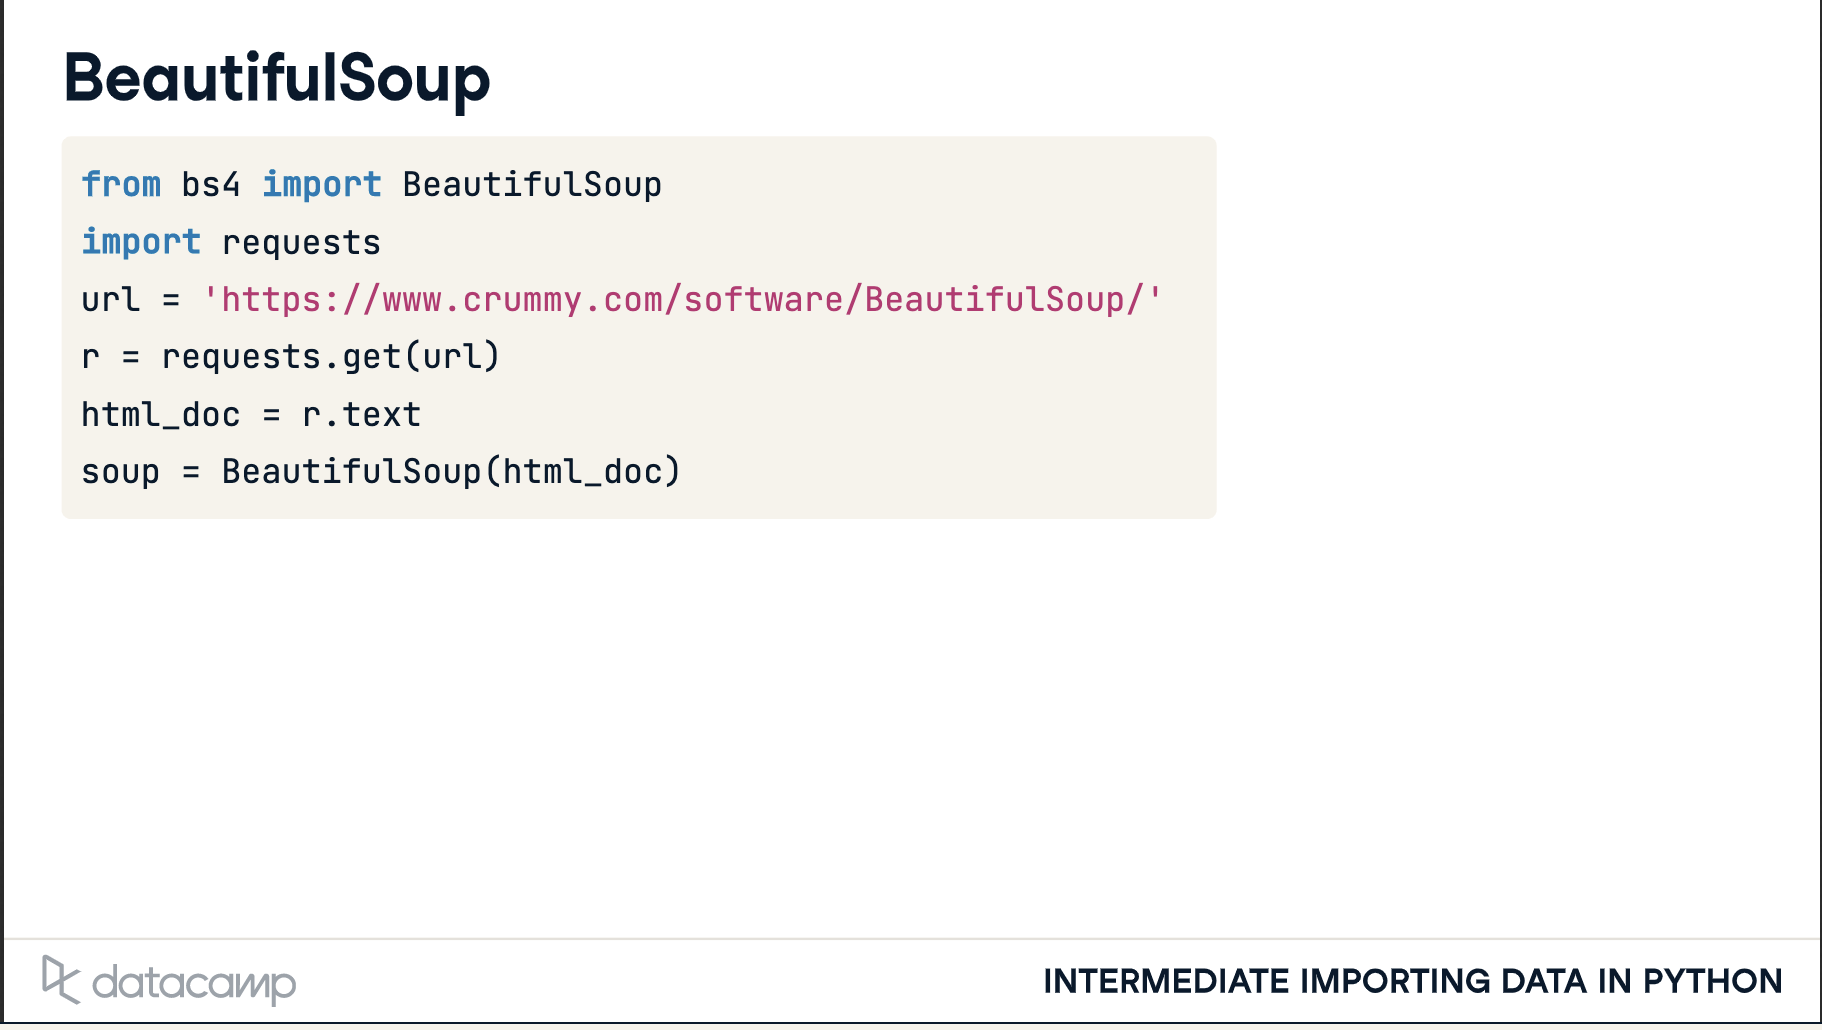 BeautifulSoup
from bs4 import BeautifulSoup
import requests
url = 'https://www.crummy.com/software/BeautifulSoup/'
r = requests.get(url)
html_doc = r.text
soup = BeautifulSoup(html_doc)
datacamp
INTERMEDIATE IMPORTING DATA IN PYTHON